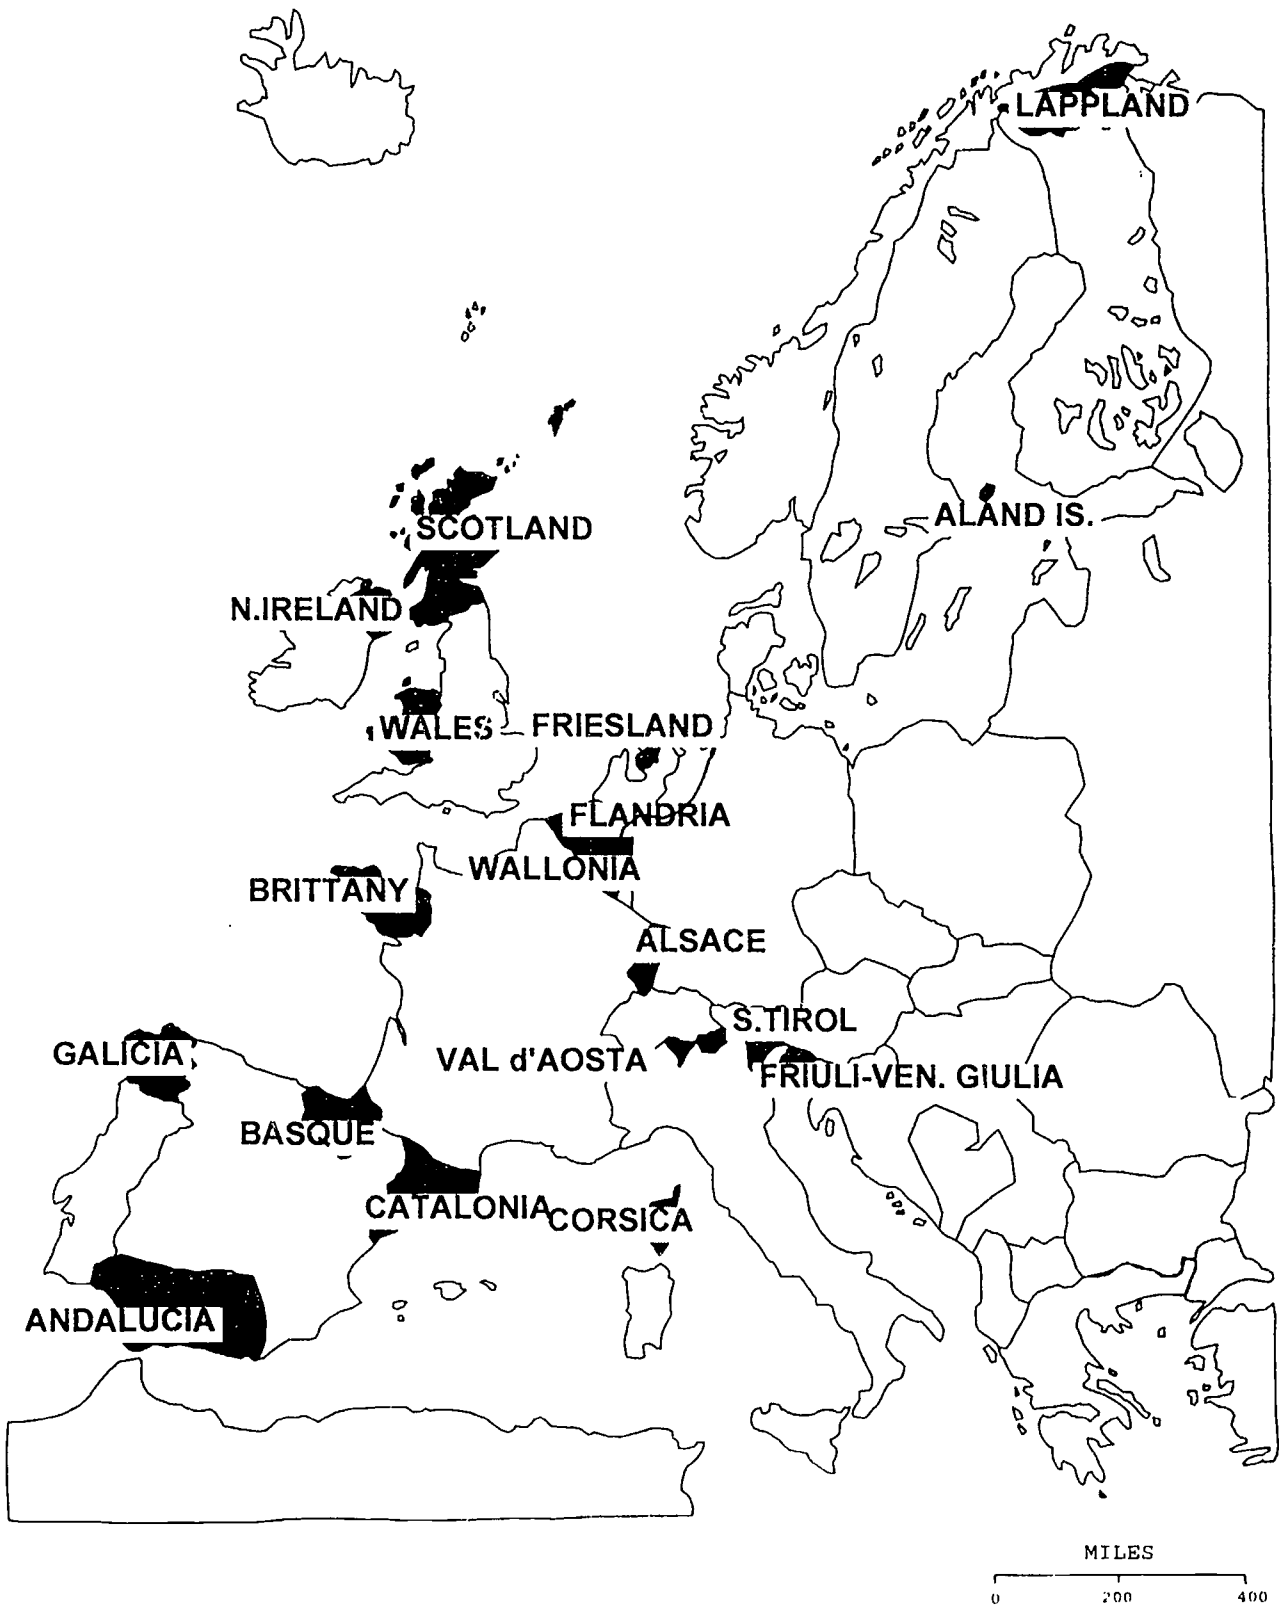 LAPPLAND
SCOTLAND
ALAND IS.
N.IRELAND
WALES
FRIESLAND
FLANDRIA
WALLONIA
BRITTANY
ALSACE
S.TIROL
GALICIA
VAL d'AOSTA
FRIULI-VEN. GIULIA
BASQUE
CATALONIA
CORSICA
ANDALUCIA
MILES
0 200 400